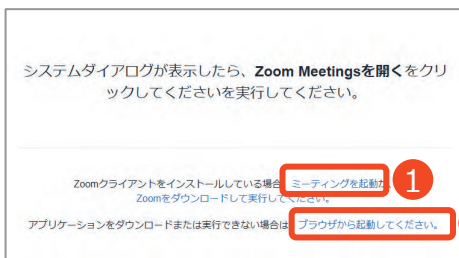 システムダイアログが表示したら、Zoom Meetingsを開くをクリ
ックしてくださいを実行してください。
Zoomクライアントをインストールしている場合 ミーティングを起動か、
1
Zoomをダウンロードして実行してください。
アプリケーションをダウンロードまたは実行できない場合は ブラウザから起動してください。